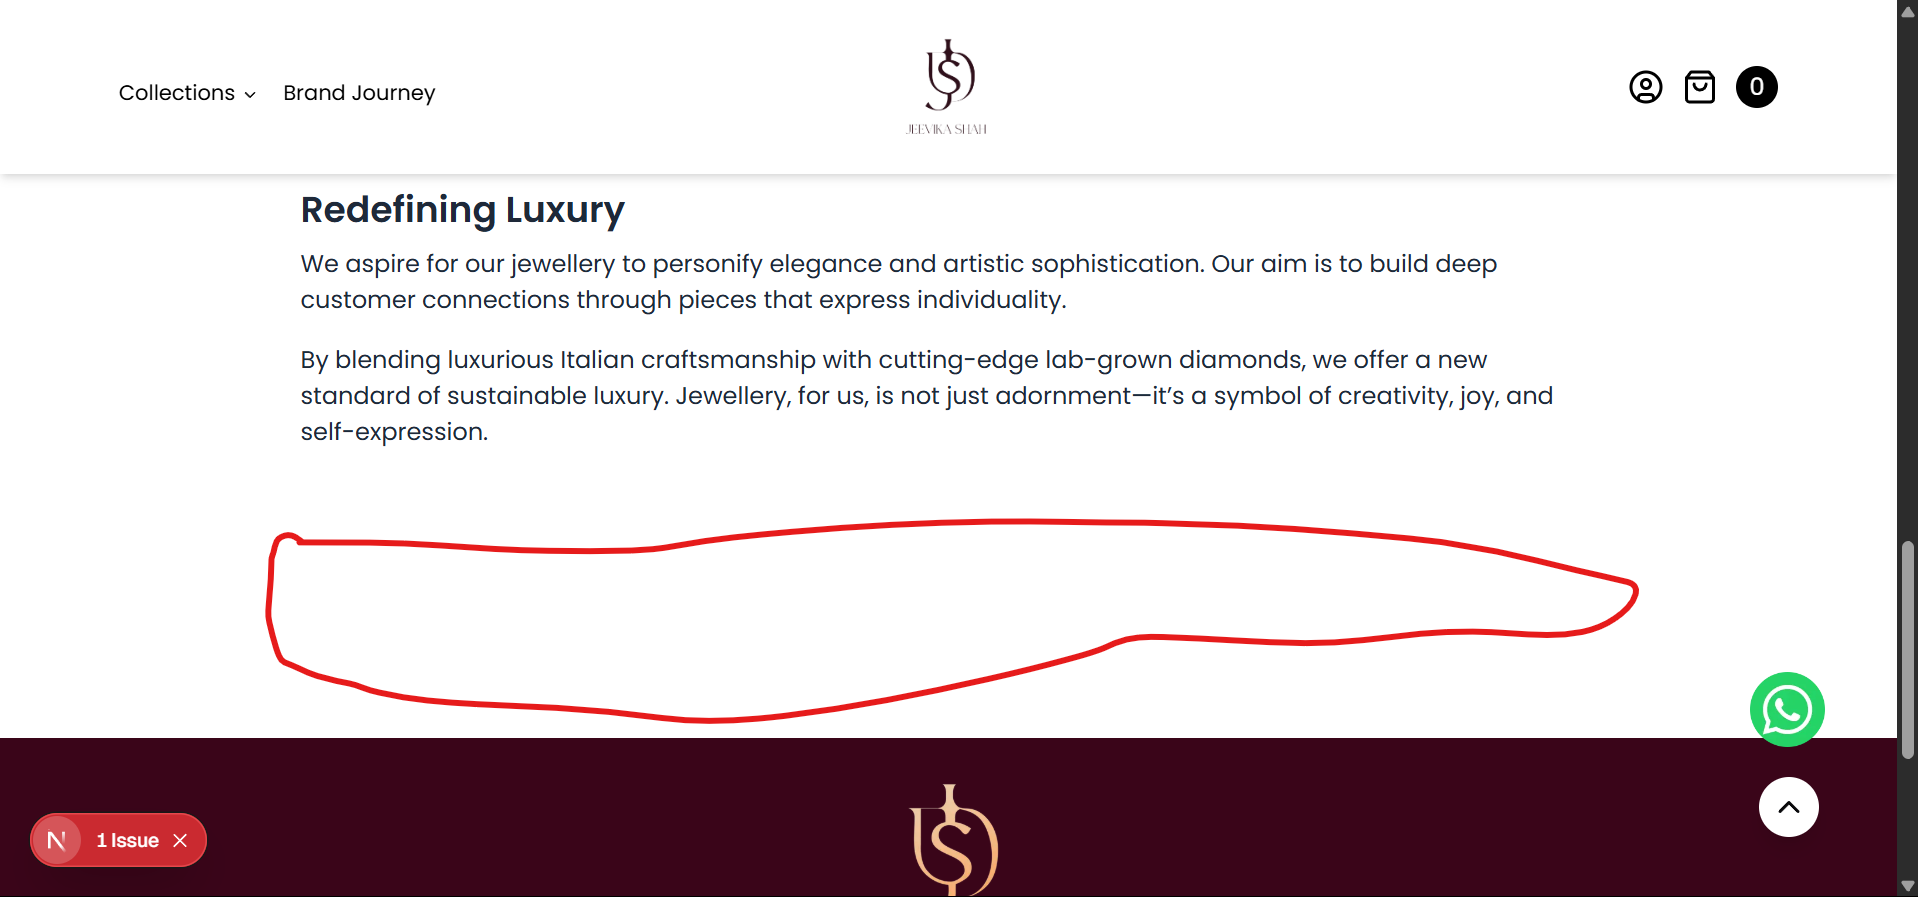 Collections
Brand Journey
JEEVIKA SHAH
0
Redefining Luxury
We aspire for our jewellery to personify elegance and artistic sophistication. Our aim is to build deep
customer connections through pieces that express individuality.
By blending luxurious Italian craftsmanship with cutting-edge lab-grown diamonds, we offer a new
standard of sustainable luxury. Jewellery, for us, is not just adornment—it’s a symbol of creativity, joy, and
self-expression.
N 1 Issue